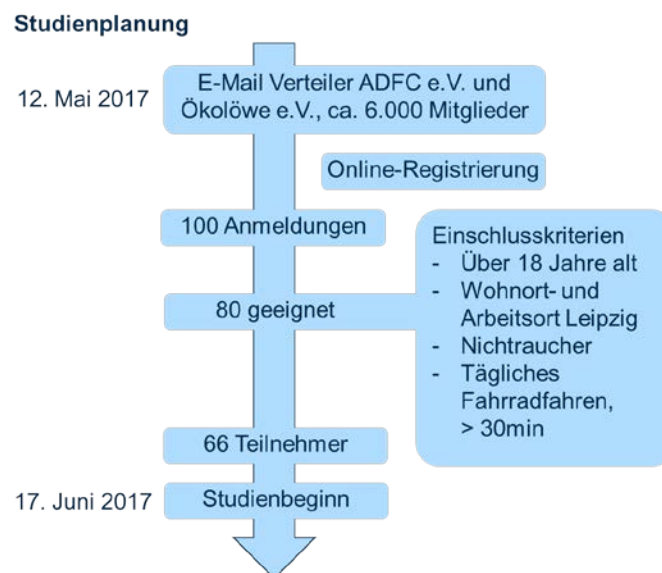 Studienplanung
12. Mai 2017
E-Mail Verteiler ADFC e.V. und
Ökolöwe e.V., ca. 6.000 Mitglieder
Online-Registrierung
100 Anmeldungen
80 geeignet
Einschlusskriterien
- Über 18 Jahre alt
- Wohnort- und
Arbeitsort Leipzig
- Nichtraucher
- Tägliches
Fahrradfahren,
> 30min
66 Teilnehmer
17. Juni 2017
Studienbeginn